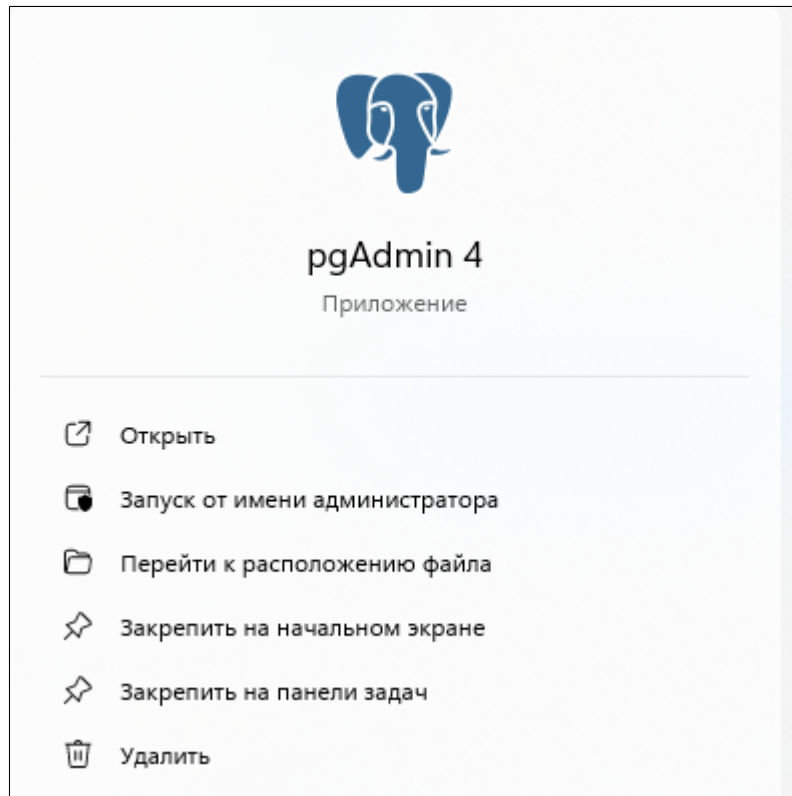 pgAdmin 4
Приложение
Открыть
Запуск от имени администратора
Перейти к расположению файла
Закрепить на начальном экране
Закрепить на панели задач
Удалить